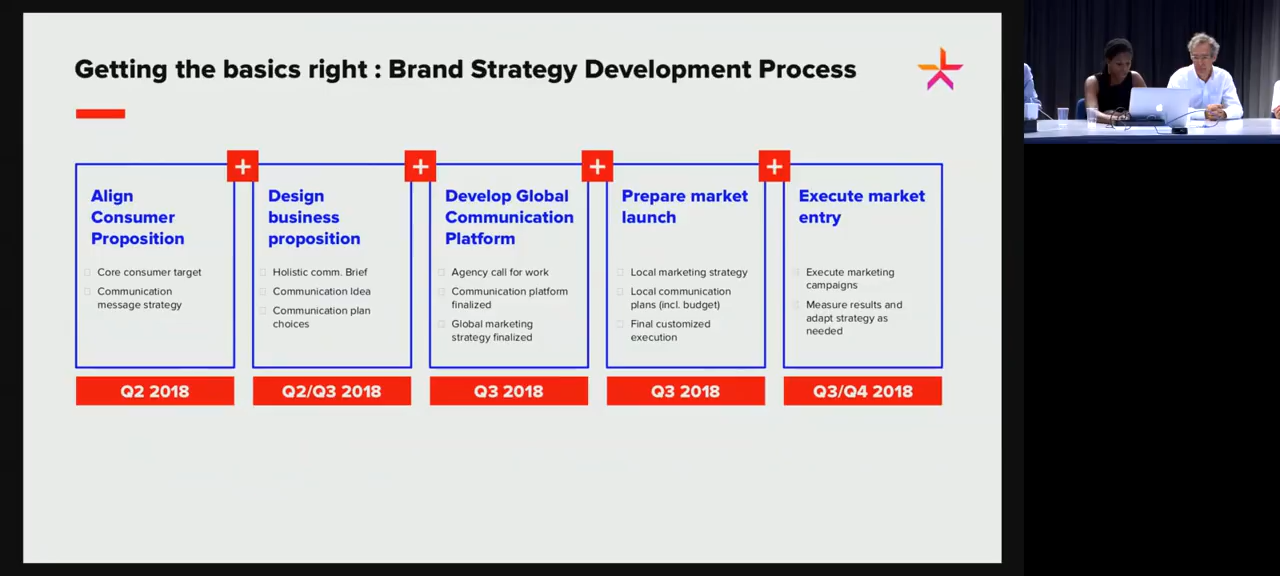 Getting the basics right : Brand Strategy Development Process
Align
Consumer
Proposition
Core consumer target
Communication
message strategy
Q2 2018
Design
business
proposition
Holistic comm. Brief
Communication Idea
Communication plan
choices
Q2/Q3 2018
Develop Global
Communication
Platform
Agency call for work
Communication platform
finalized
Global marketing
strategy finalized
Q3 2018
Prepare market
launch
Local marketing strategy
Local communication
plans (incl. budget)
Final customized
execution
Q3 2018
Execute market
entry
Execute marketing
campaigns
Measure results and
adapt strategy as
needed
Q3/Q4 2018